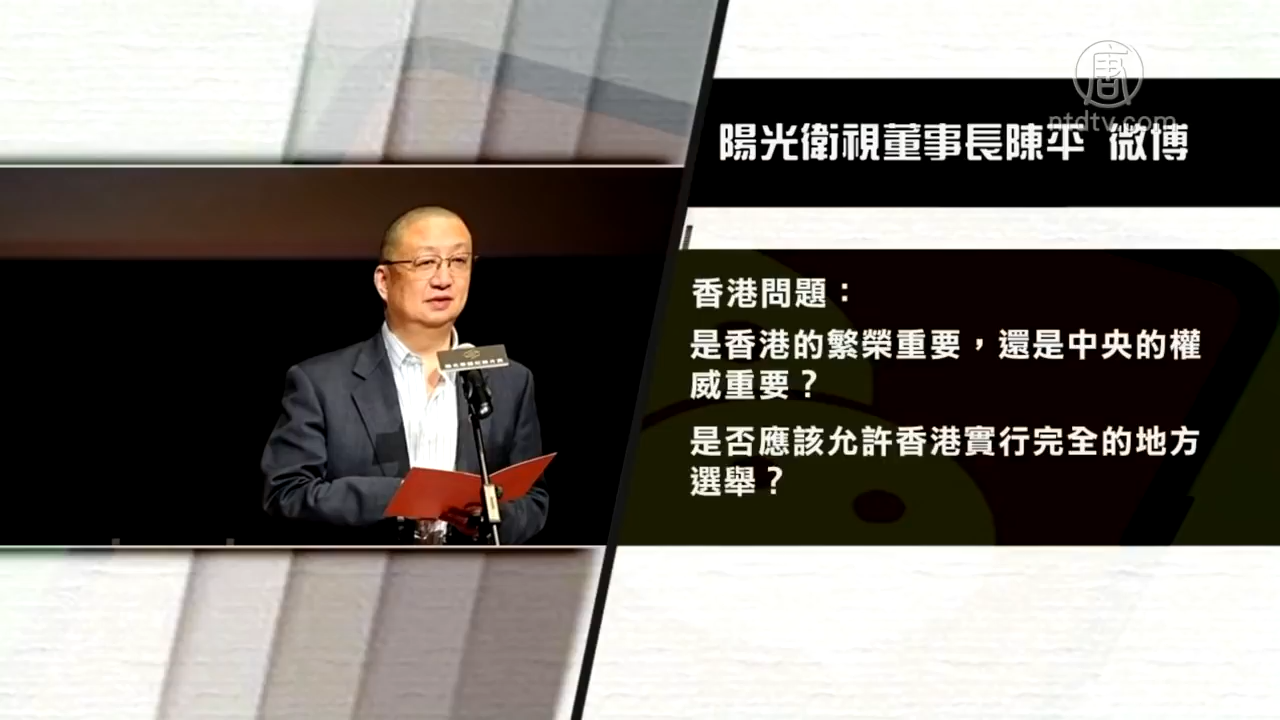 唐
ntdtv.com
陽光衛視董事長陳平 微博
香港問題：
是香港的繁榮重要，還是中央的權
威重要？
是否應該允許香港實行完全的地方
選舉？